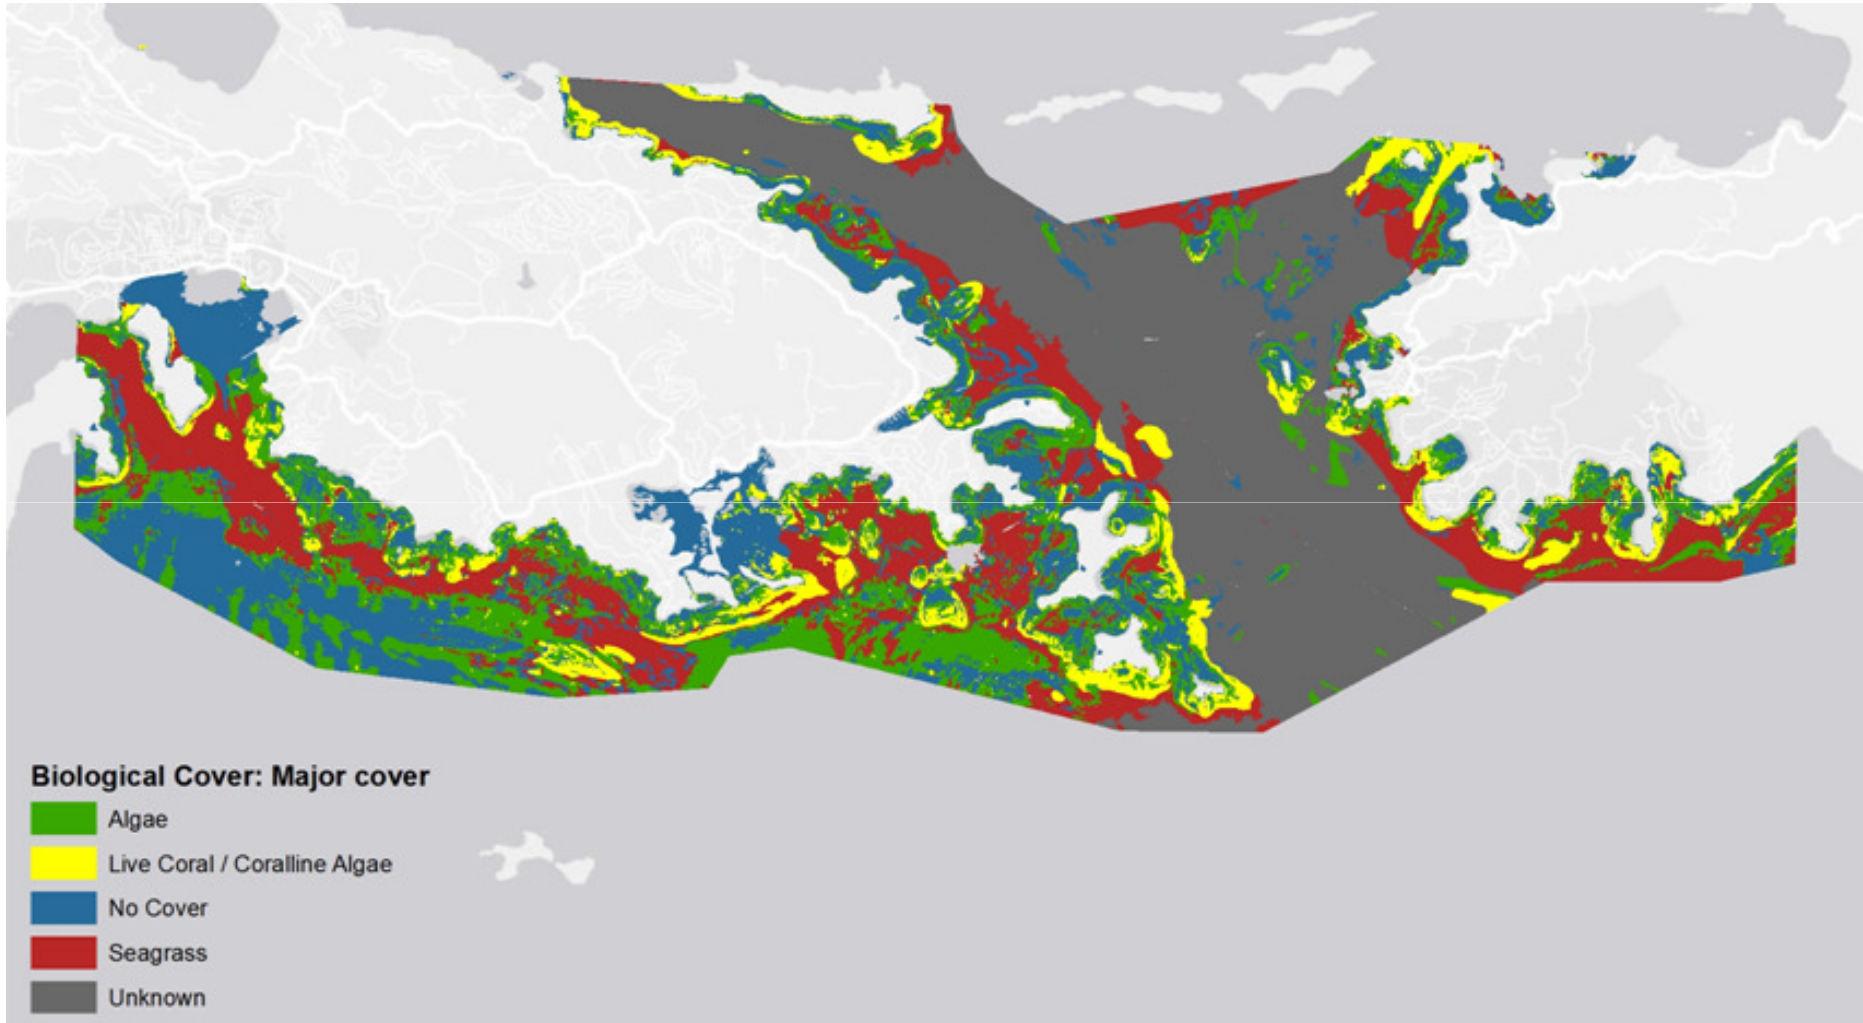 Biological Cover: Major cover
Algae
Live Coral / Coralline Algae
No Cover
Seagrass
Unknown